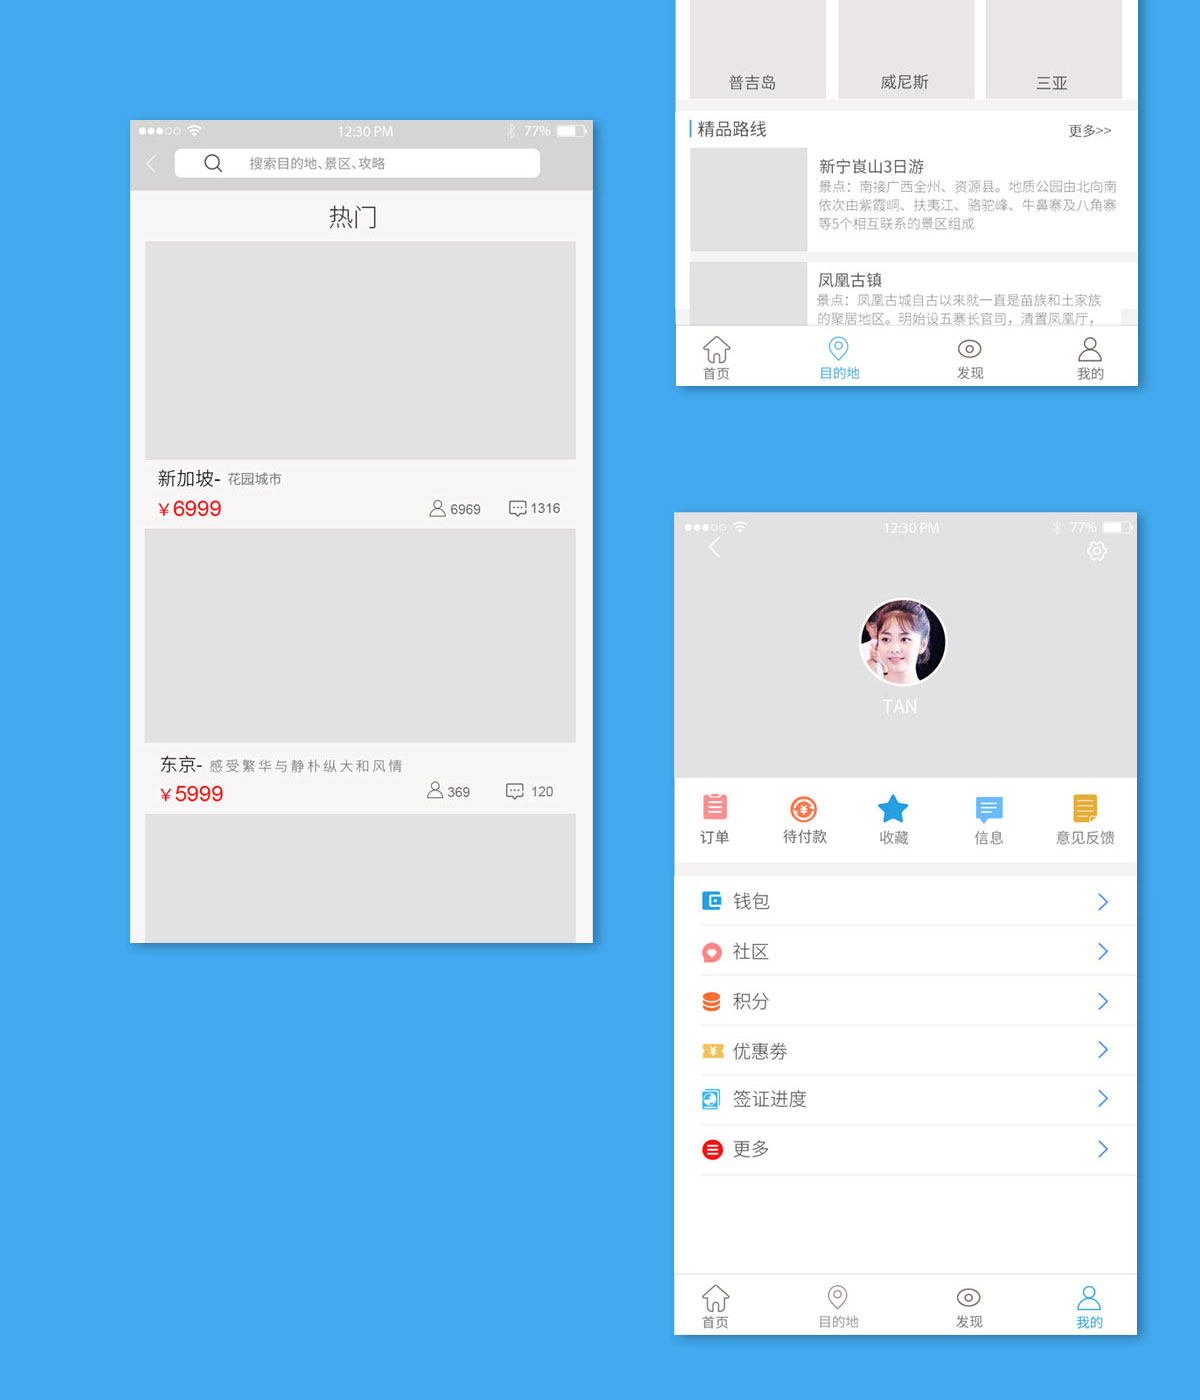 12:30 PM
77%
搜索目的地、景区、攻略
热门
新加坡- 花园城市
¥6999
6969
1316
东京- 感受繁华与静朴纵大和风情
¥5999
369
120
普吉岛
威尼斯
三亚
精品路线
更多>>
新宁崀山3日游
景点：南接广西全州、资源县。地质公园由北向南
依次由紫霞峒、扶夷江、骆驼峰、牛鼻寨及八角寨
等5个相互联系的景区组成
凤凰古镇
景点：凤凰古城自古以来就一直是苗族和土家族
的聚居地区。明始设五寨长官司，清置凤凰厅，
首页
目的地
发现
我的
12:30 PM
77%
TAN
订单
待付款
收藏
信息
意见反馈
钱包
社区
积分
优惠劵
签证进度
更多
首页
目的地
发现
我的